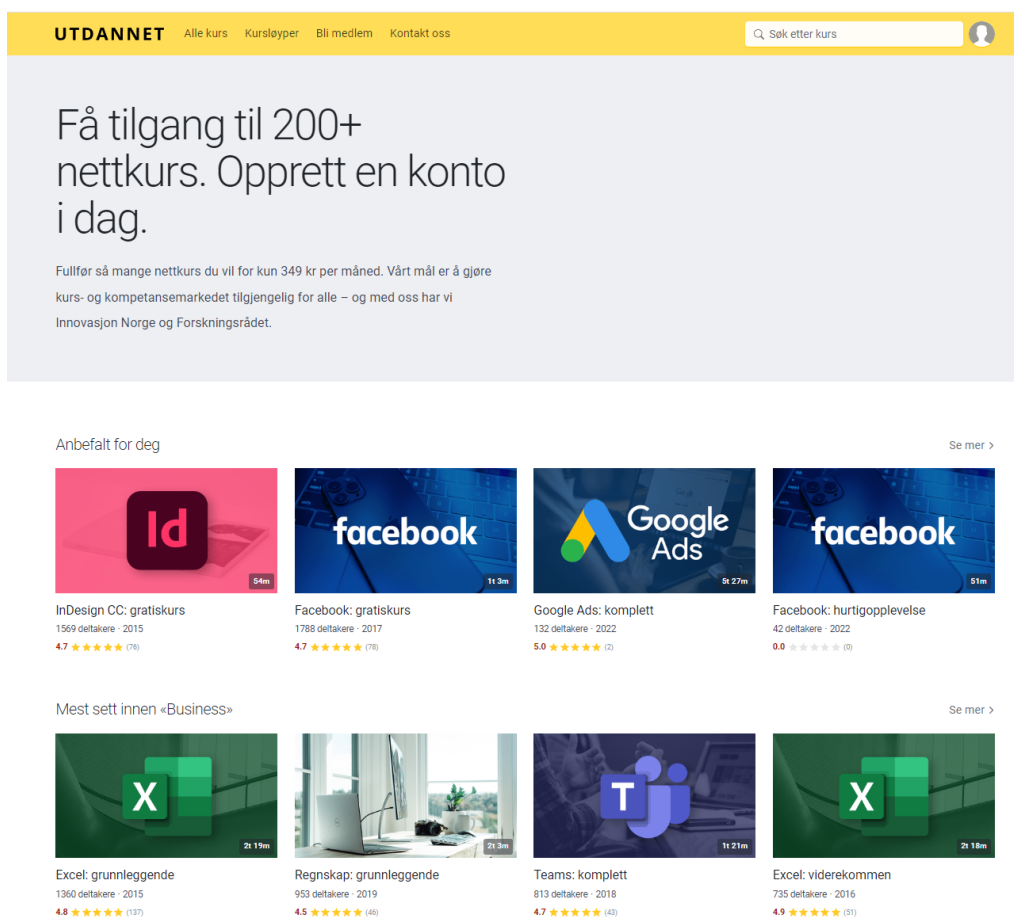 UTDANNET Alle kurs Kursløyper Bli medlem Kontakt oss Søk etter kurs
Få tilgang til 200+
nettkurs. Opprett en konto
i dag.
Fullfør så mange nettkurs du vil for kun 349 kr per måned. Vårt mål er å gjøre
kurs- og kompetansemarkedet tilgjengelig for alle – og med oss har vi
Innovasjon Norge og Forskningsrådet.
Anbefalt for deg Se mer
Id
54m
facebook
1t 3m
Google
Ads
5t 27m
facebook
51m
InDesign CC: gratiskurs
1569 deltakere · 2015
4.7 (76)
Facebook: gratiskurs
1788 deltakere · 2017
4.7 (78)
Google Ads: komplett
132 deltakere · 2022
5.0 (2)
Facebook: hurtigopplevelse
42 deltakere · 2022
0.0 (0)
Mest sett innen «Business» Se mer
X
2t 19m
2t 3m
T
1t 21m
X
2t 18m
Excel: grunnleggende
1360 deltakere · 2015
4.8 (137)
Regnskap: grunnleggende
953 deltakere · 2019
4.5 (46)
Teams: komplett
813 deltakere · 2018
4.7 (43)
Excel: viderekommen
735 deltakere · 2016
4.9 (51)